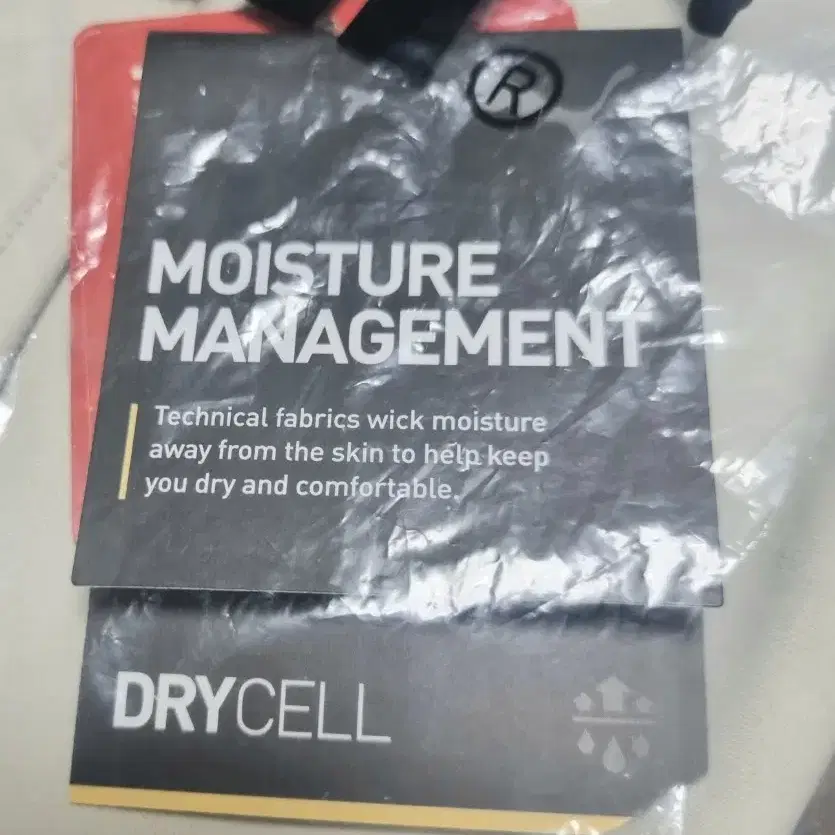 R
MOISTURE
MANAGEMENT
Technical fabrics wick moisture
away from the skin to help keep
you dry and comfortable.
DRYCELL